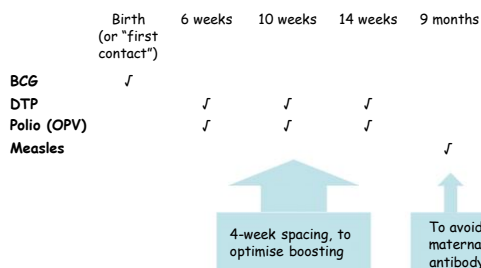 Birth 6 weeks 10 weeks 14 weeks 9 months
(or “first
contact”)
BCG √
DTP √ √ √
Polio (OPV) √ √ √
Measles √
4-week spacing, to
optimise boosting
To avoid
maternal
antibody